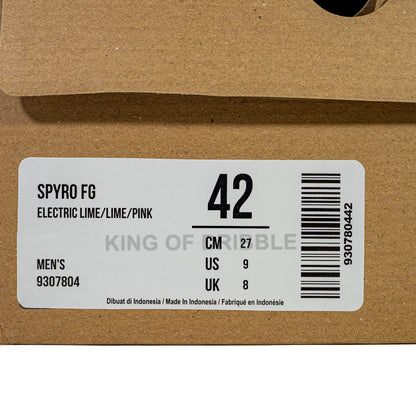 SPYRO FG
ELECTRIC LIME/LIME/PINK
42
KING OF DRIBBLE
CM 27
US 9
UK 8
MEN'S
9307804
930780442
Dibuat di Indonesia / Made In Indonesia / Fabriqué en Indonésie